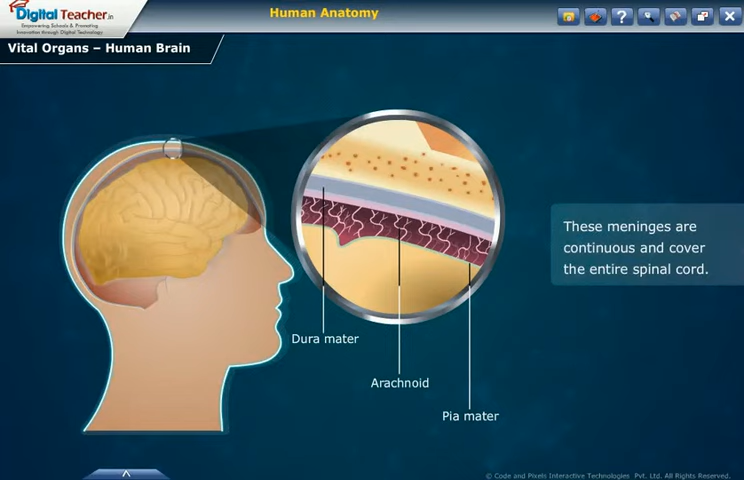 Digital Teacher.in
Empowering Schools & Promoting
Innovation through Digital Technology
Human Anatomy
?
Vital Organs – Human Brain
These meninges are
continuous and cover
the entire spinal cord.
Dura mater
Arachnoid
Pia mater
© Code and Pixels Interactive Technologies Pvt. Ltd. All Rights Reserved.